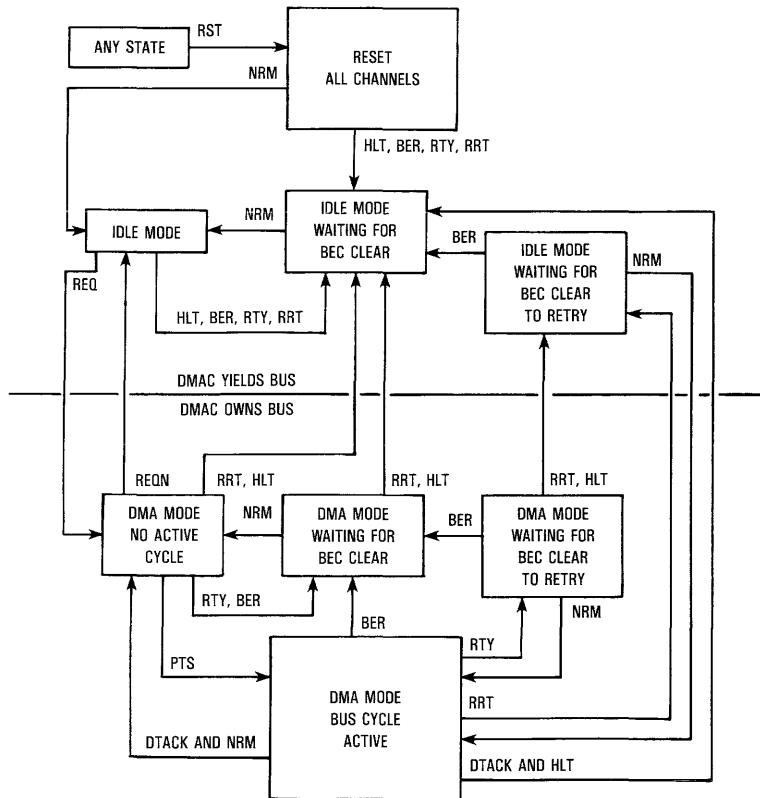 ANY STATE
RST
RESET
ALL CHANNELS
NRM
HLT, BER, RTY, RRT
IDLE MODE
NRM
IDLE MODE
WAITING FOR
BEC CLEAR
BER
IDLE MODE
WAITING FOR
BEC CLEAR
TO RETRY
NRM
REQ
HLT, BER, RTY, RRT
DMAC YIELDS BUS
DMAC OWNS BUS
REQN
RRT, HLT
RRT, HLT
RRT, HLT
DMA MODE
NO ACTIVE
CYCLE
NRM
DMA MODE
WAITING FOR
BEC CLEAR
BER
DMA MODE
WAITING FOR
BEC CLEAR
TO RETRY
RTY, BER
BER
NRM
RTY
PTS
DMA MODE
BUS CYCLE
ACTIVE
RRT
DTACK AND NRM
DTACK AND HLT